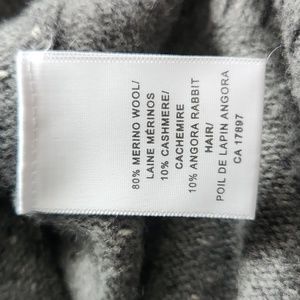 80% MERINO WOOL/
LAINE MÉRINOS
10% CASHMERE/
CACHEMIRE
10% ANGORA RABBIT
HAIR/
POIL DE LAPIN ANGORA
CA 17897